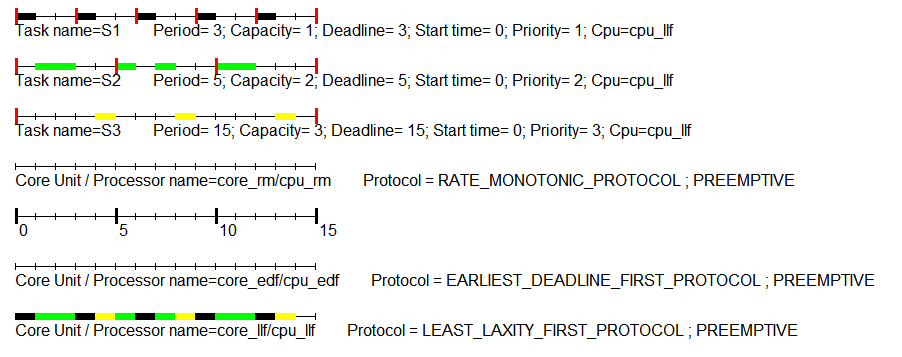 Task name=S1 Period= 3; Capacity= 1; Deadline= 3; Start time= 0; Priority= 1; Cpu=cpu_llf
Task name=S2 Period= 5; Capacity= 2; Deadline= 5; Start time= 0; Priority= 2; Cpu=cpu_llf
Task name=S3 Period= 15; Capacity= 3; Deadline= 15; Start time= 0; Priority= 3; Cpu=cpu_llf
Core Unit / Processor name=core_rm/cpu_rm Protocol = RATE_MONOTONIC_PROTOCOL ; PREEMPTIVE
0 5 10 15
Core Unit / Processor name=core_edf/cpu_edf Protocol = EARLIEST_DEADLINE_FIRST_PROTOCOL ; PREEMPTIVE
Core Unit / Processor name=core_llf/cpu_llf Protocol = LEAST_LAXITY_FIRST_PROTOCOL ; PREEMPTIVE